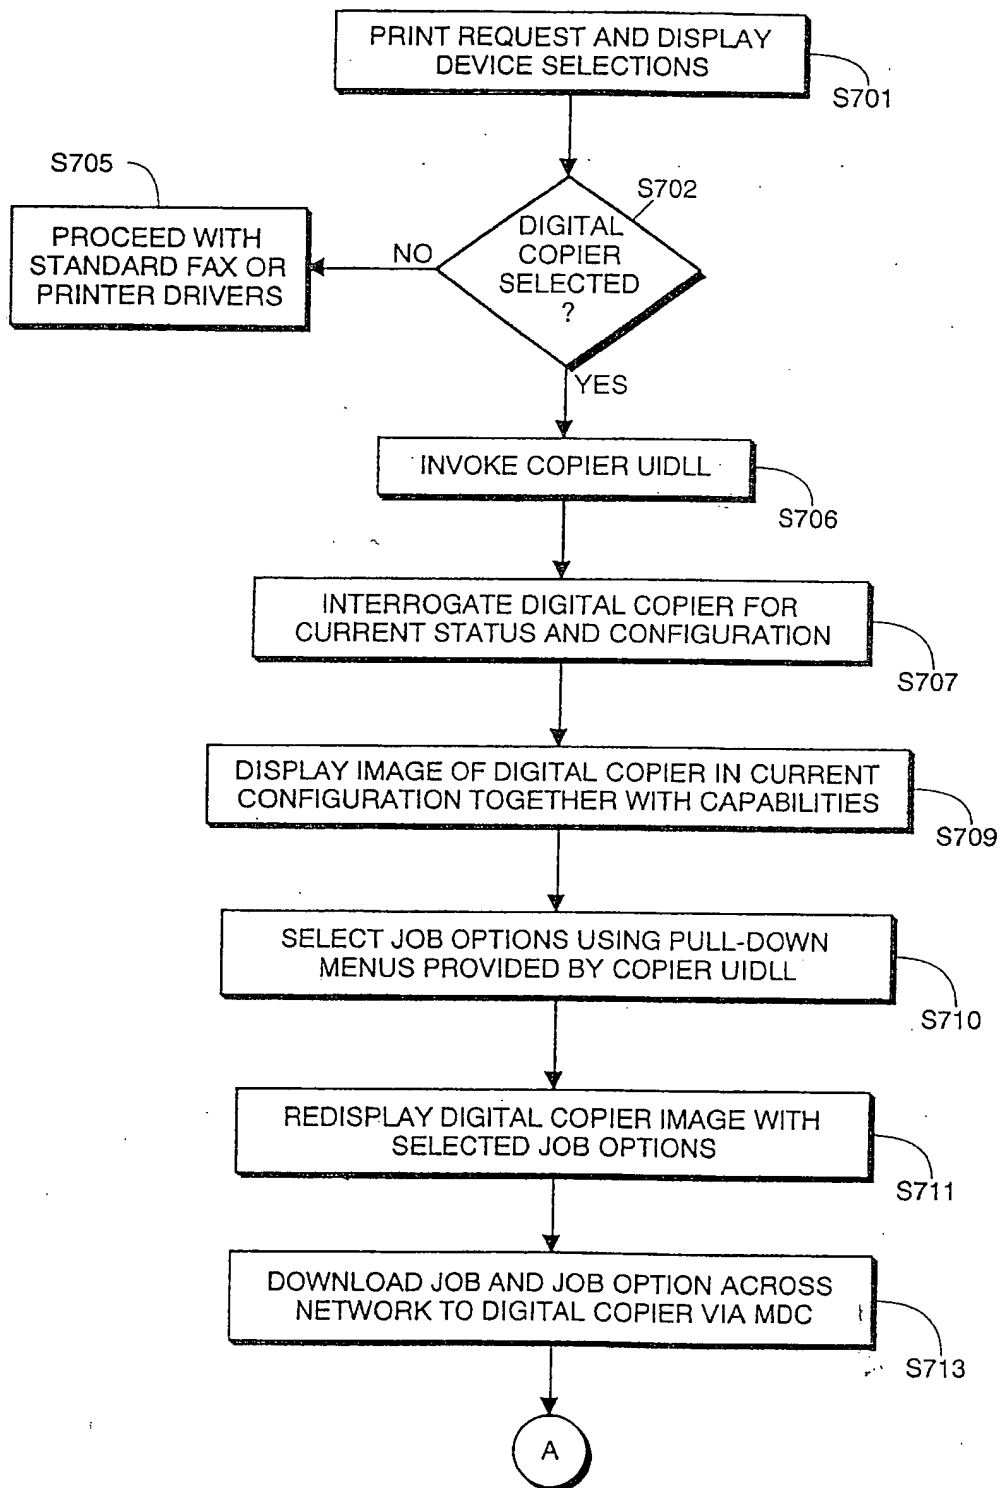 PRINT REQUEST AND DISPLAY
DEVICE SELECTIONS
S701
S705
S702
PROCEED WITH
STANDARD FAX OR
PRINTER DRIVERS
NO
DIGITAL
COPIER
SELECTED
?
YES
INVOKE COPIER UIDLL
S706
INTERROGATE DIGITAL COPIER FOR
CURRENT STATUS AND CONFIGURATION
S707
DISPLAY IMAGE OF DIGITAL COPIER IN CURRENT
CONFIGURATION TOGETHER WITH CAPABILITIES
S709
SELECT JOB OPTIONS USING PULL-DOWN
MENUS PROVIDED BY COPIER UIDLL
S710
REDISPLAY DIGITAL COPIER IMAGE WITH
SELECTED JOB OPTIONS
S711
DOWNLOAD JOB AND JOB OPTION ACROSS
NETWORK TO DIGITAL COPIER VIA MDC
S713
A